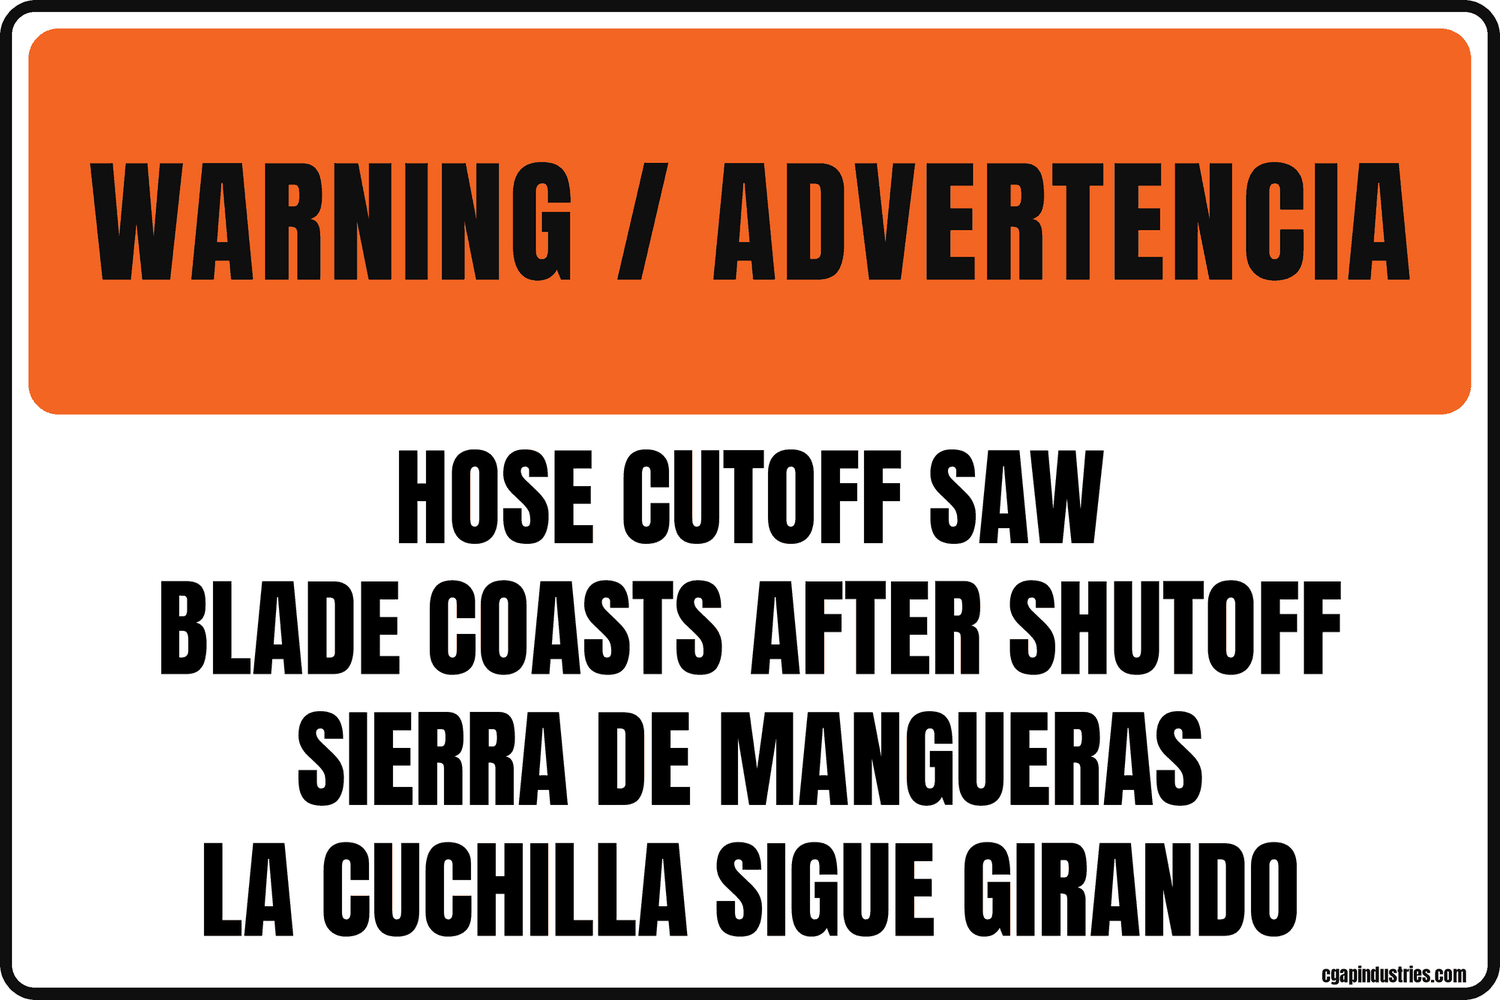 WARNING / ADVERTENCIA
HOSE CUTOFF SAW
BLADE COASTS AFTER SHUTOFF
SIERRA DE MANGUERAS
LA CUCHILLA SIGUE GIRANDO
cgapindustries.com